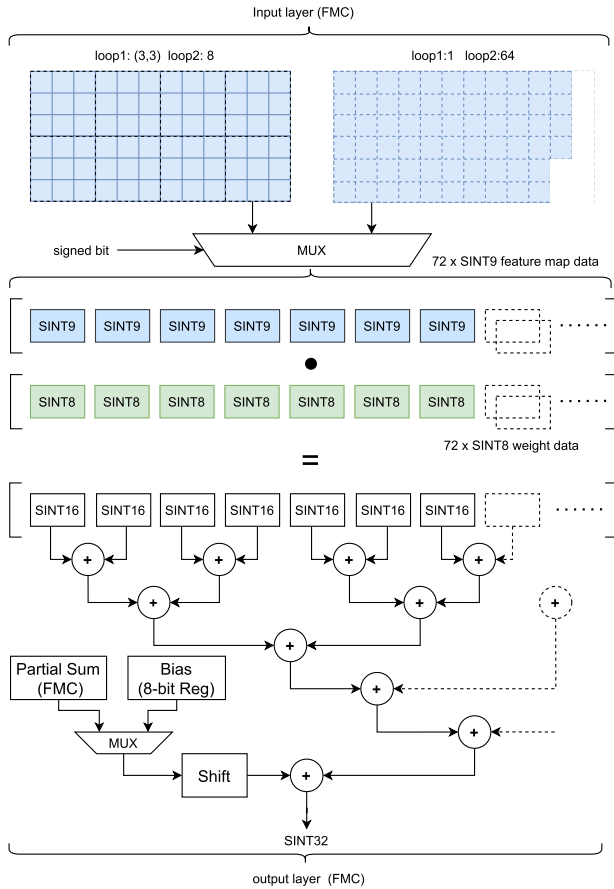 Input layer (FMC)
loop1: (3,3) loop2: 8
loop1:1 loop2:64
signed bit
MUX
72 x SINT9 feature map data
SINT9 SINT9 SINT9 SINT9 SINT9 SINT9 SINT9 ······
●
SINT8 SINT8 SINT8 SINT8 SINT8 SINT8 SINT8 ······
72 x SINT8 weight data
=
SINT16 SINT16 SINT16 SINT16 SINT16 SINT16 SINT16 ······
+ + + +
+ + +
+
Partial Sum
(FMC)
Bias
(8-bit Reg)
+
+
MUX
Shift
+
SINT32
output layer (FMC)